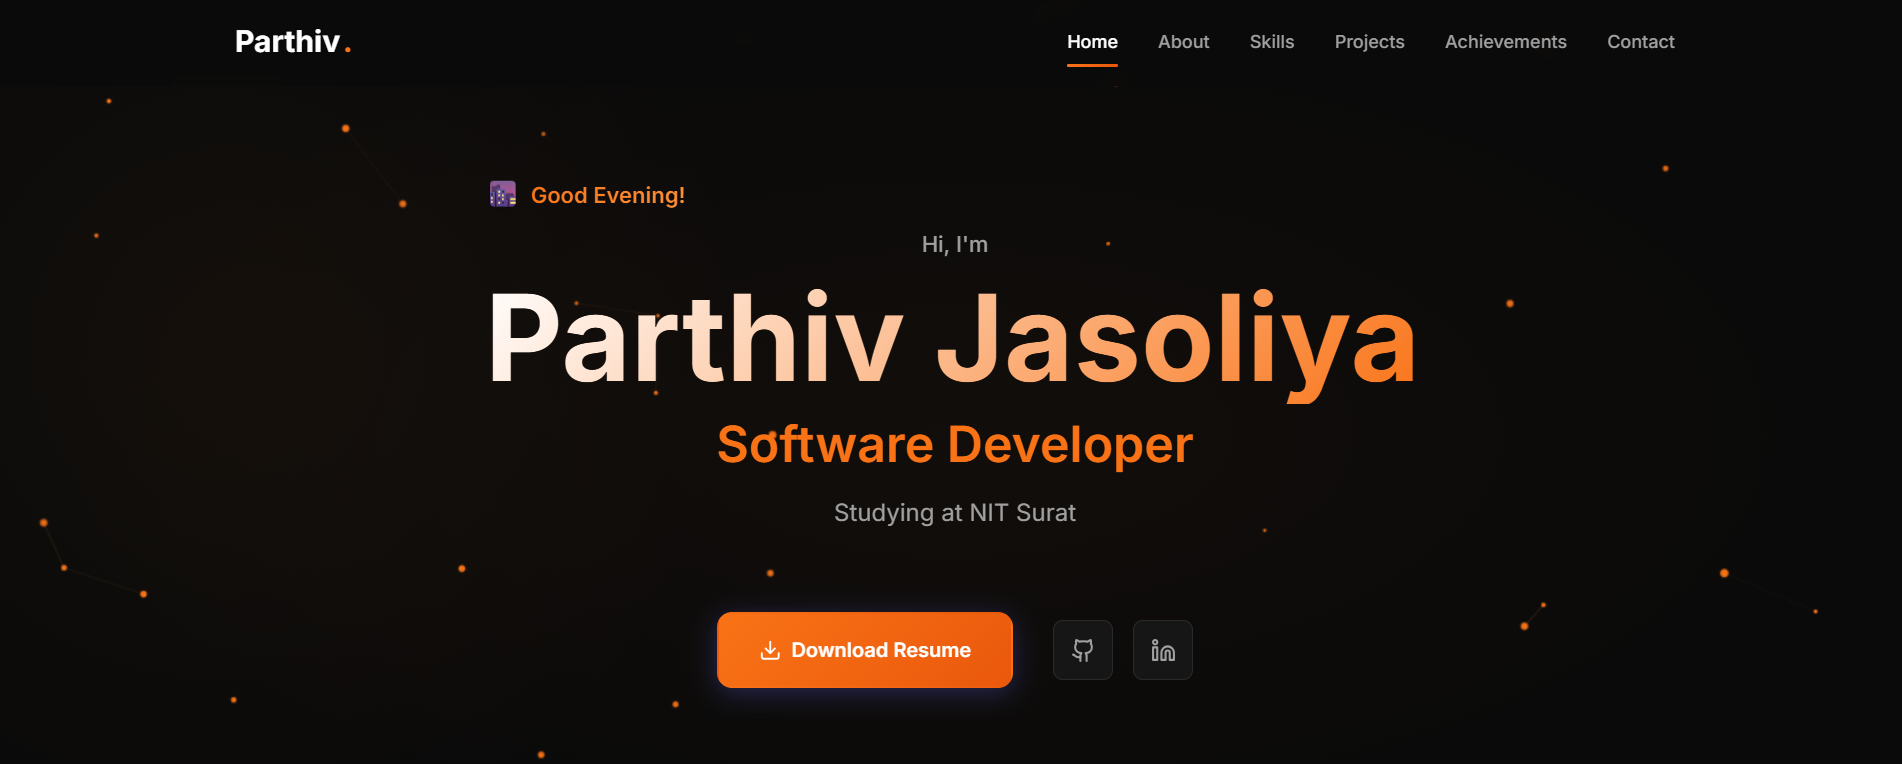 Parthiv.
Home About Skills Projects Achievements Contact
Good Evening!
Hi, I'm
Parthiv Jasoliya
Software Developer
Studying at NIT Surat
Download Resume